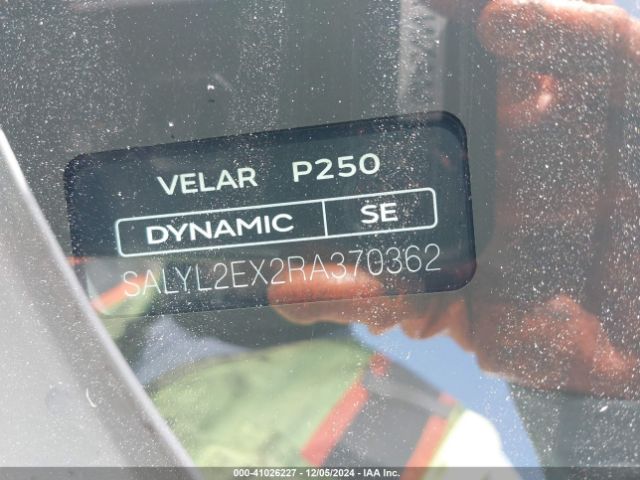 VELAR P250
DYNAMIC SE
SALYL2EX2RA370362
000-41026227 - 12/05/2024 - IAA Inc.